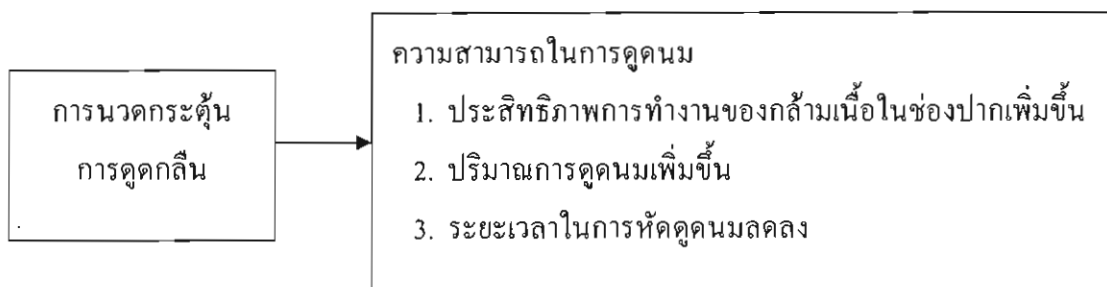 การนวดกระตุ้น
การดูดกลืน
ความสามารถในการดูดนม
1. ประสิทธิภาพการทำงานของกล้ามเนื้อในช่องปากเพิ่มขึ้น
2. ปริมาณการดูดนมเพิ่มขึ้น
3. ระยะเวลาในการหัดดูดนมลดลง